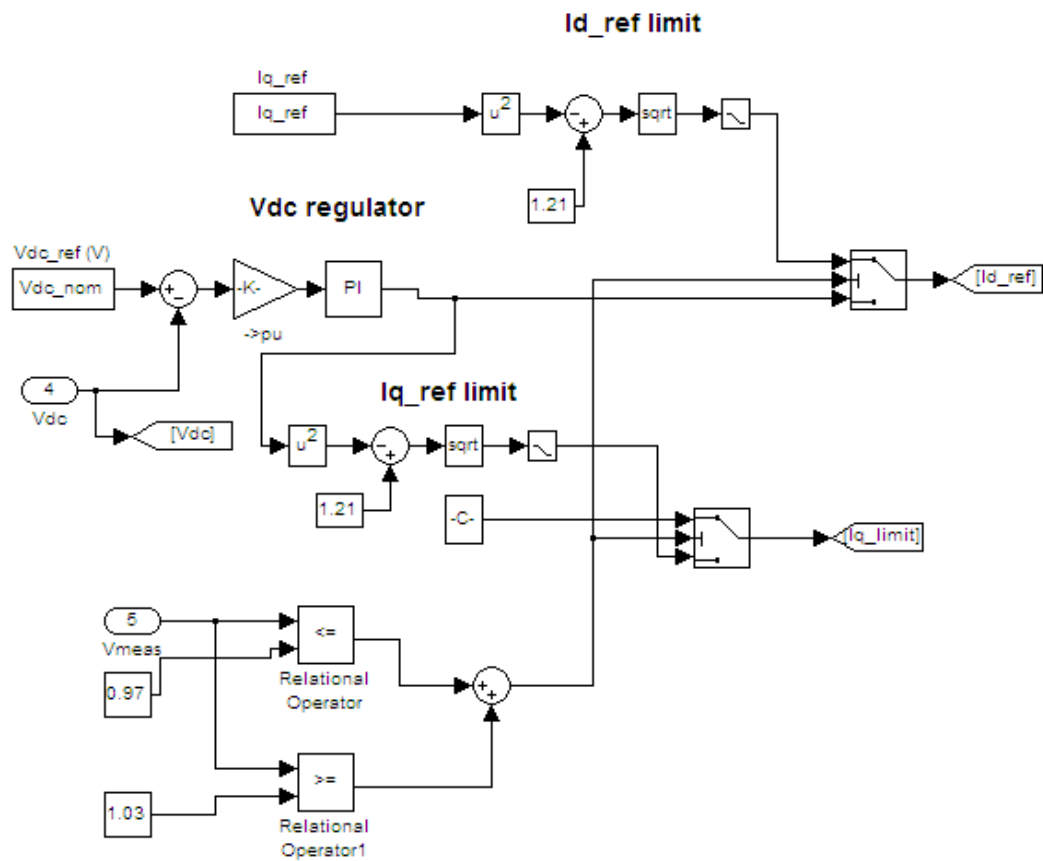 Id_ref limit
Iq_ref
Iq_ref
u2
-
+
sqrt
1.21
Vdc regulator
Vdc_ref (V)
Vdc_nom
+
-
-K-
->pu
PI
[Id_ref]
4
Vdc
[Vdc]
Iq_ref limit
u2
-
+
sqrt
1.21
-C-
[Iq_limit]
5
Vmeas
0.97
<=
Relational
Operator
+
+
>=
1.03
Relational
Operator1